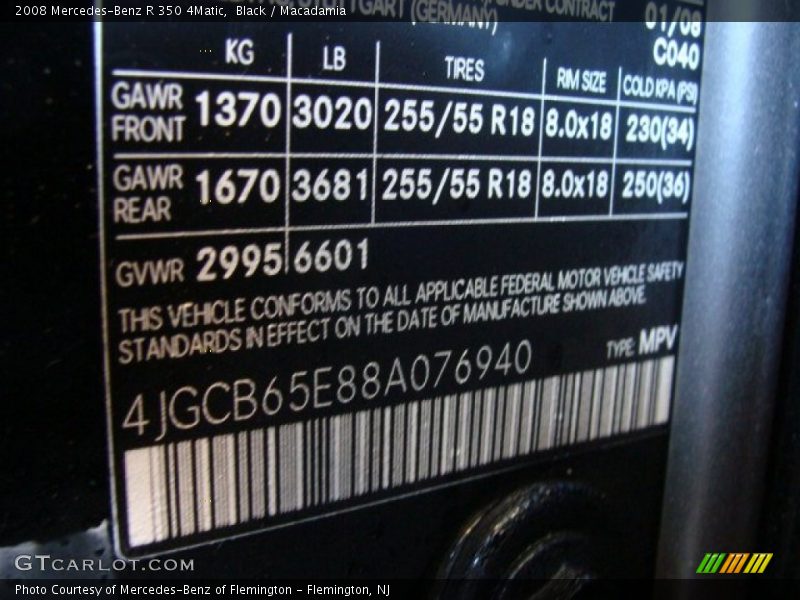 2008 Mercedes-Benz R 350 4Matic, Black / Macadamia
(GERMANY) UNDER CONTRACT
01/08
C040
KG LB TIRES RIM SIZE COLD KPA (PSI)
GAWR FRONT 1370 3020 255/55 R18 8.0x18 230(34)
GAWR REAR 1670 3681 255/55 R18 8.0x18 250(36)
GVWR 2995 6601
THIS VEHICLE CONFORMS TO ALL APPLICABLE FEDERAL MOTOR VEHICLE SAFETY
STANDARDS IN EFFECT ON THE DATE OF MANUFACTURE SHOWN ABOVE.
4JGCB65E88A076940 TYPE: MPV
GTCARLOT.COM
Photo Courtesy of Mercedes-Benz of Flemington - Flemington, NJ